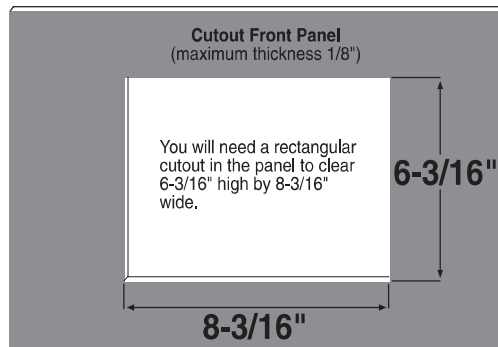 Cutout Front Panel
(maximum thickness 1/8")
You will need a rectangular
cutout in the panel to clear
6-3/16" high by 8-3/16"
wide.
6-3/16"
8-3/16"